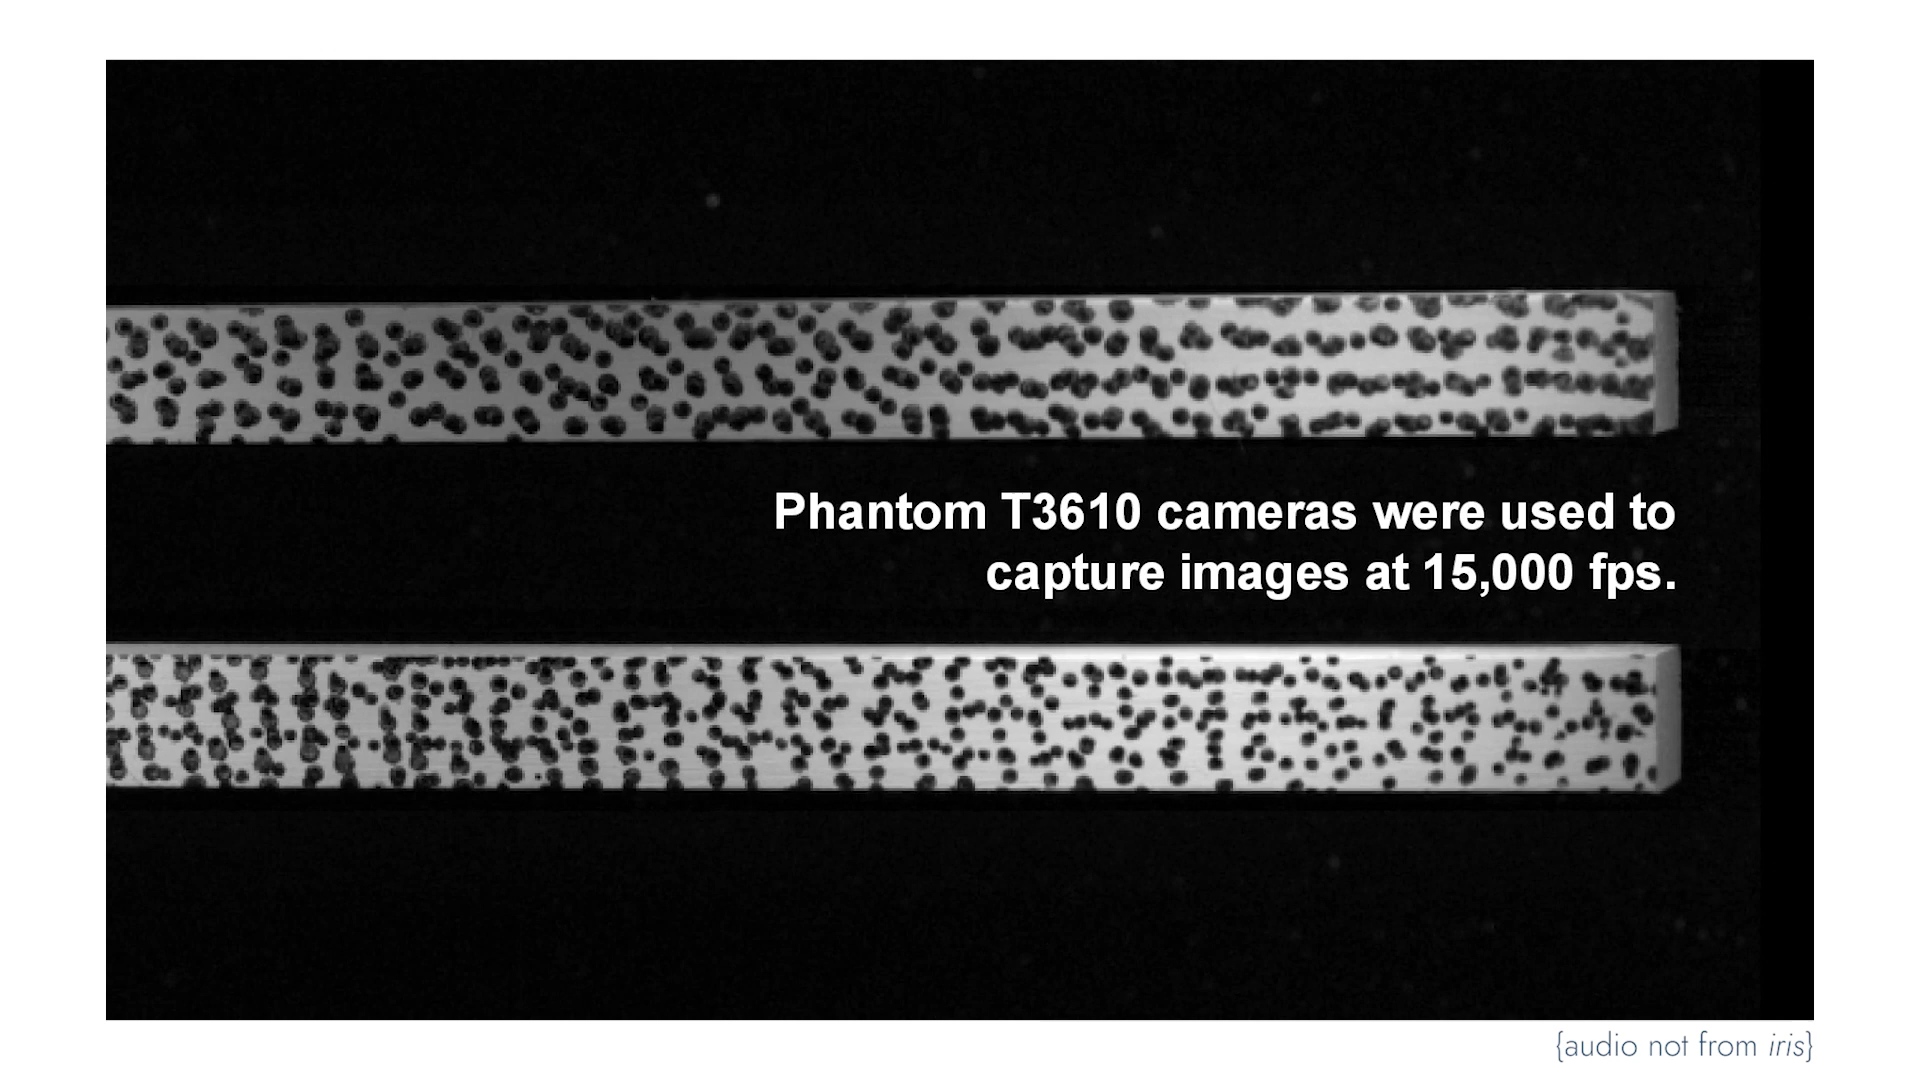 Phantom T3610 cameras were used to
capture images at 15,000 fps.
{audio not from iris}